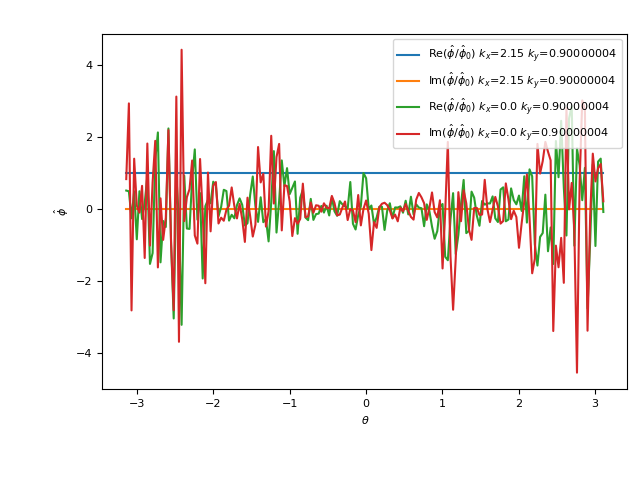 Re(φ̂/φ̂₀) kₓ=2.15 k_y=0.90000004
Im(φ̂/φ̂₀) kₓ=2.15 k_y=0.90000004
Re(φ̂/φ̂₀) kₓ=0.0 k_y=0.90000004
Im(φ̂/φ̂₀) kₓ=0.0 k_y=0.90000004
4
2
0
−2
−4
φ̂
−3 −2 −1 0 1 2 3
θ